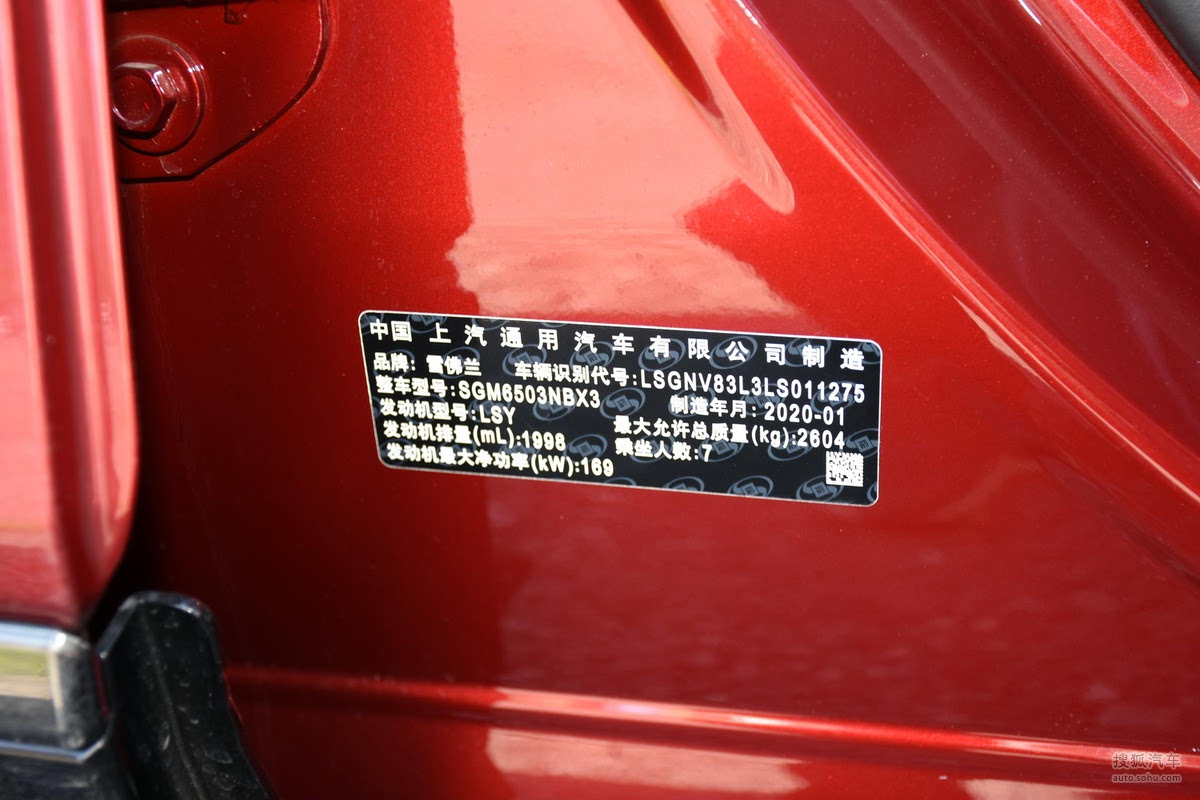 中国上汽通用汽车有限公司制造
品牌: 雪佛兰 车辆识别代号:LSGNV83L3LS011275
整车型号:SGM6503NBX3 制造年月:2020-01
发动机型号:LSY 最大允许总质量(kg):2604
发动机排量(mL):1998 乘坐人数:7
发动机最大净功率(kW):169
搜狐汽车
auto.sohu.com